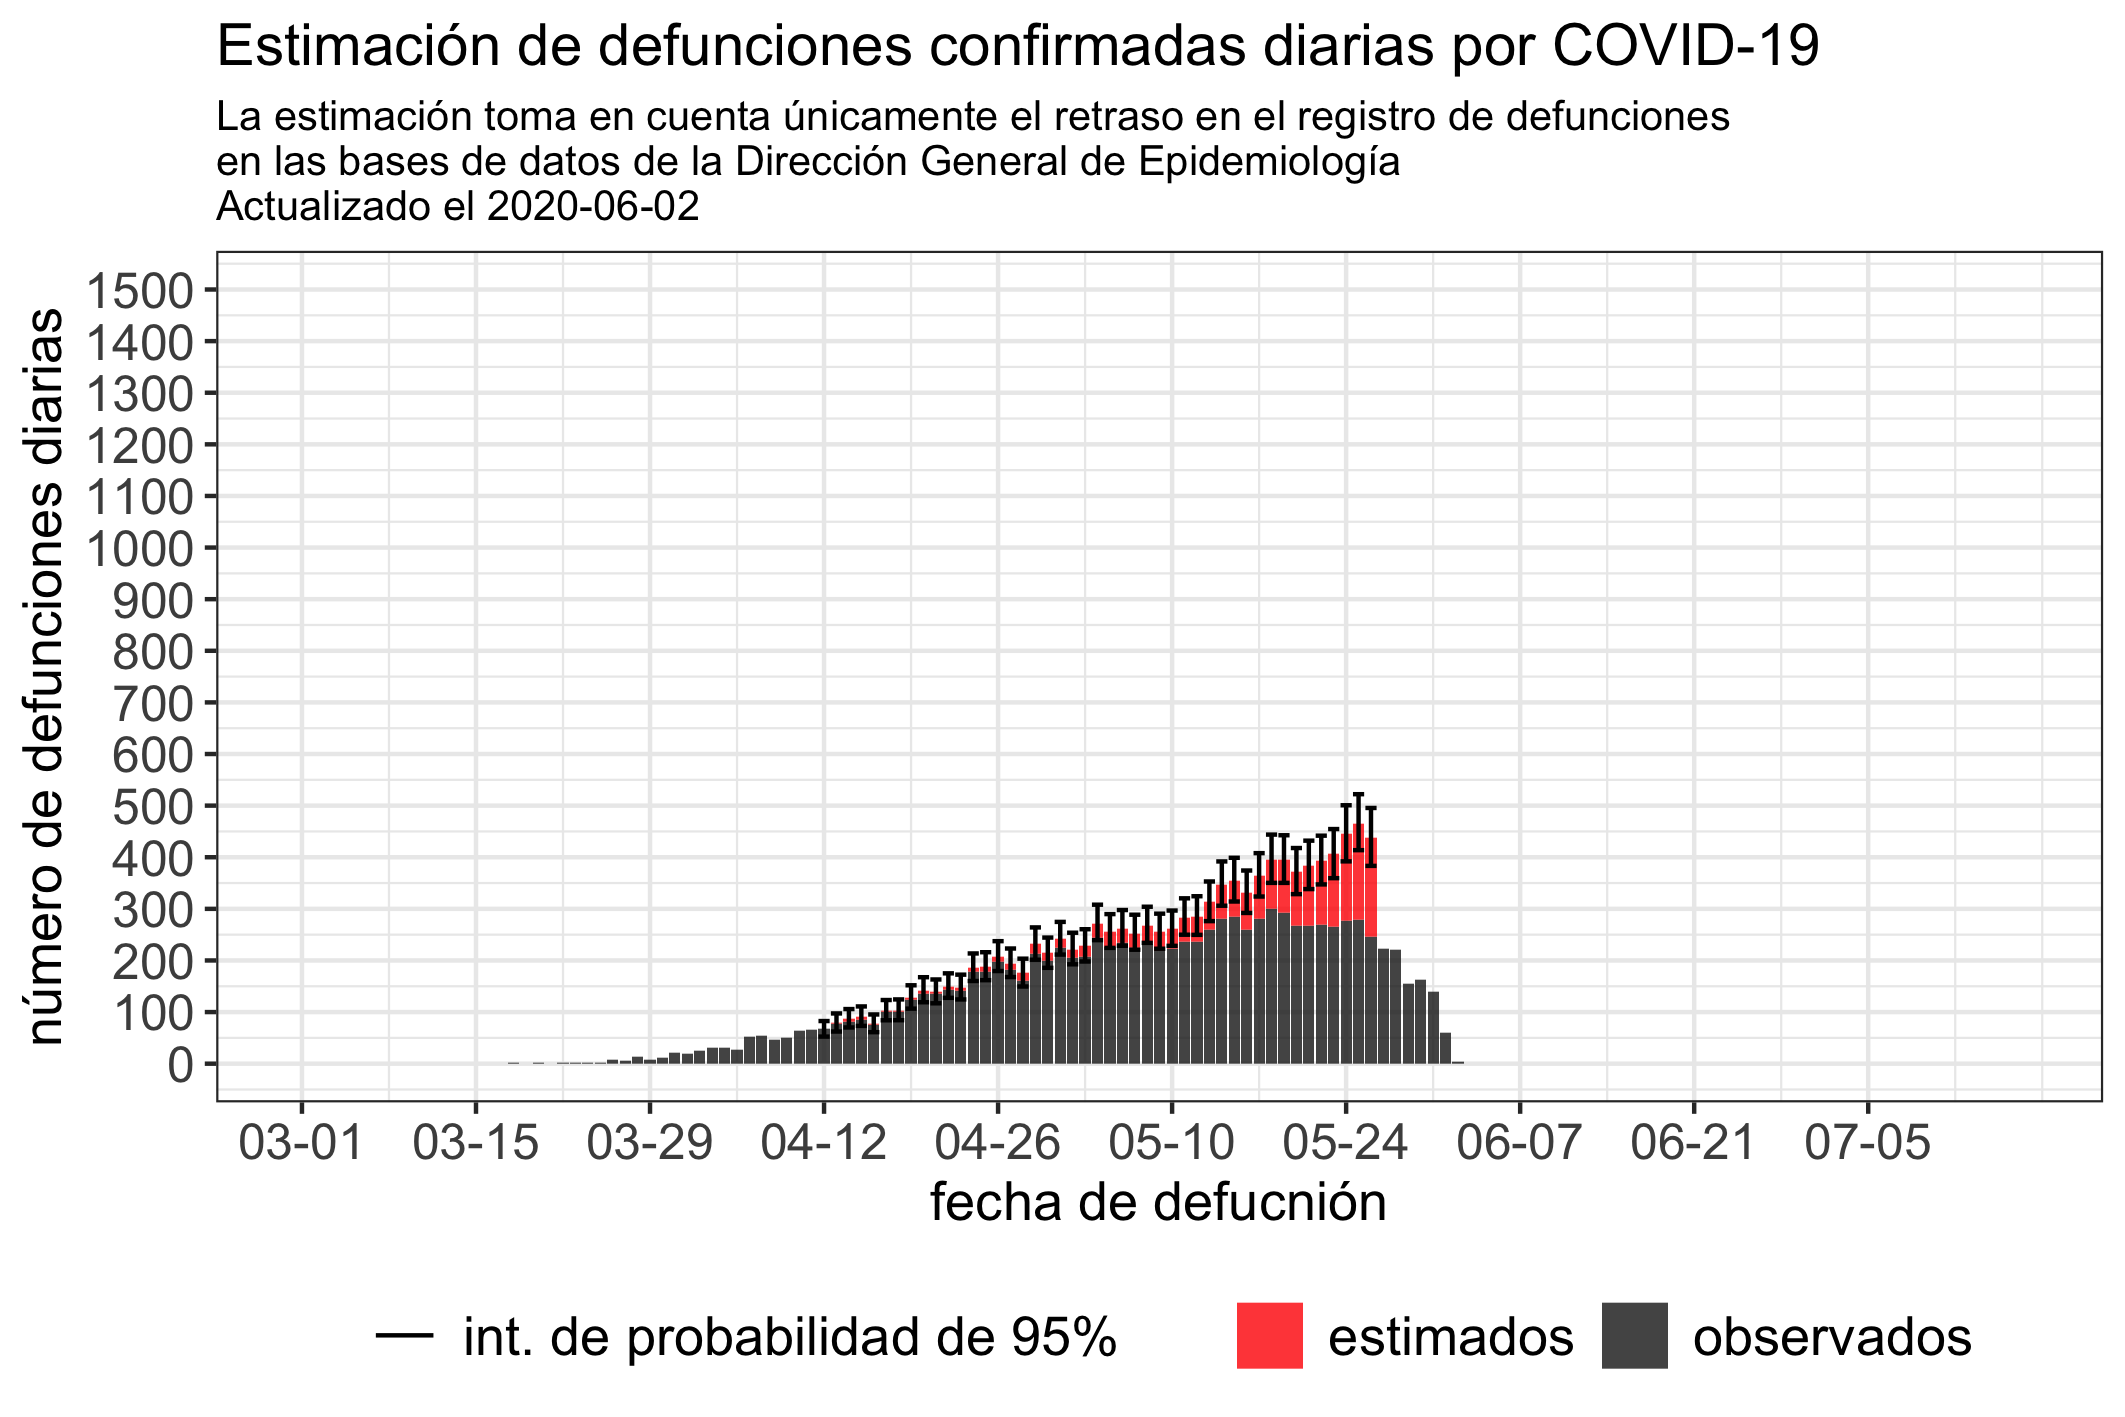 Estimación de defunciones confirmadas diarias por COVID-19
La estimación toma en cuenta únicamente el retraso en el registro de defunciones
en las bases de datos de la Dirección General de Epidemiología
Actualizado el 2020-06-02
número de defunciones diarias
1500
1400
1300
1200
1100
1000
900
800
700
600
500
400
300
200
100
0
03-01 03-15 03-29 04-12 04-26 05-10 05-24 06-07 06-21 07-05
fecha de defucnión
int. de probabilidad de 95% estimados observados